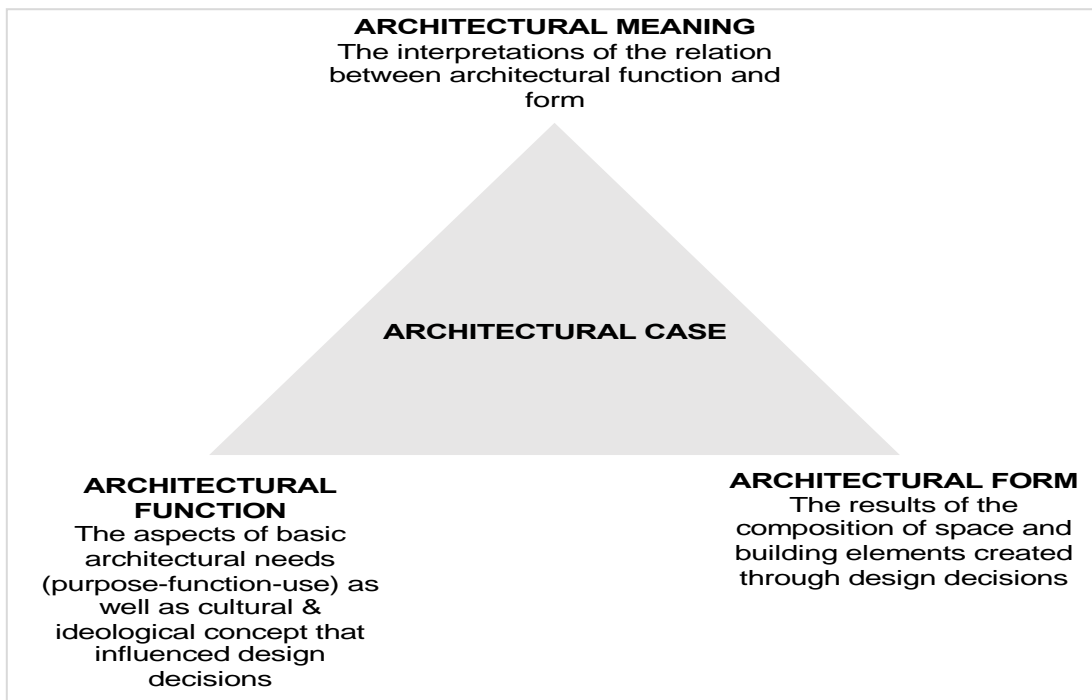 ARCHITECTURAL MEANING
The interpretations of the relation
between architectural function and
form
ARCHITECTURAL CASE
ARCHITECTURAL
FUNCTION
The aspects of basic
architectural needs
(purpose-function-use) as
well as cultural &
ideological concept that
influenced design
decisions
ARCHITECTURAL FORM
The results of the
composition of space and
building elements created
through design decisions